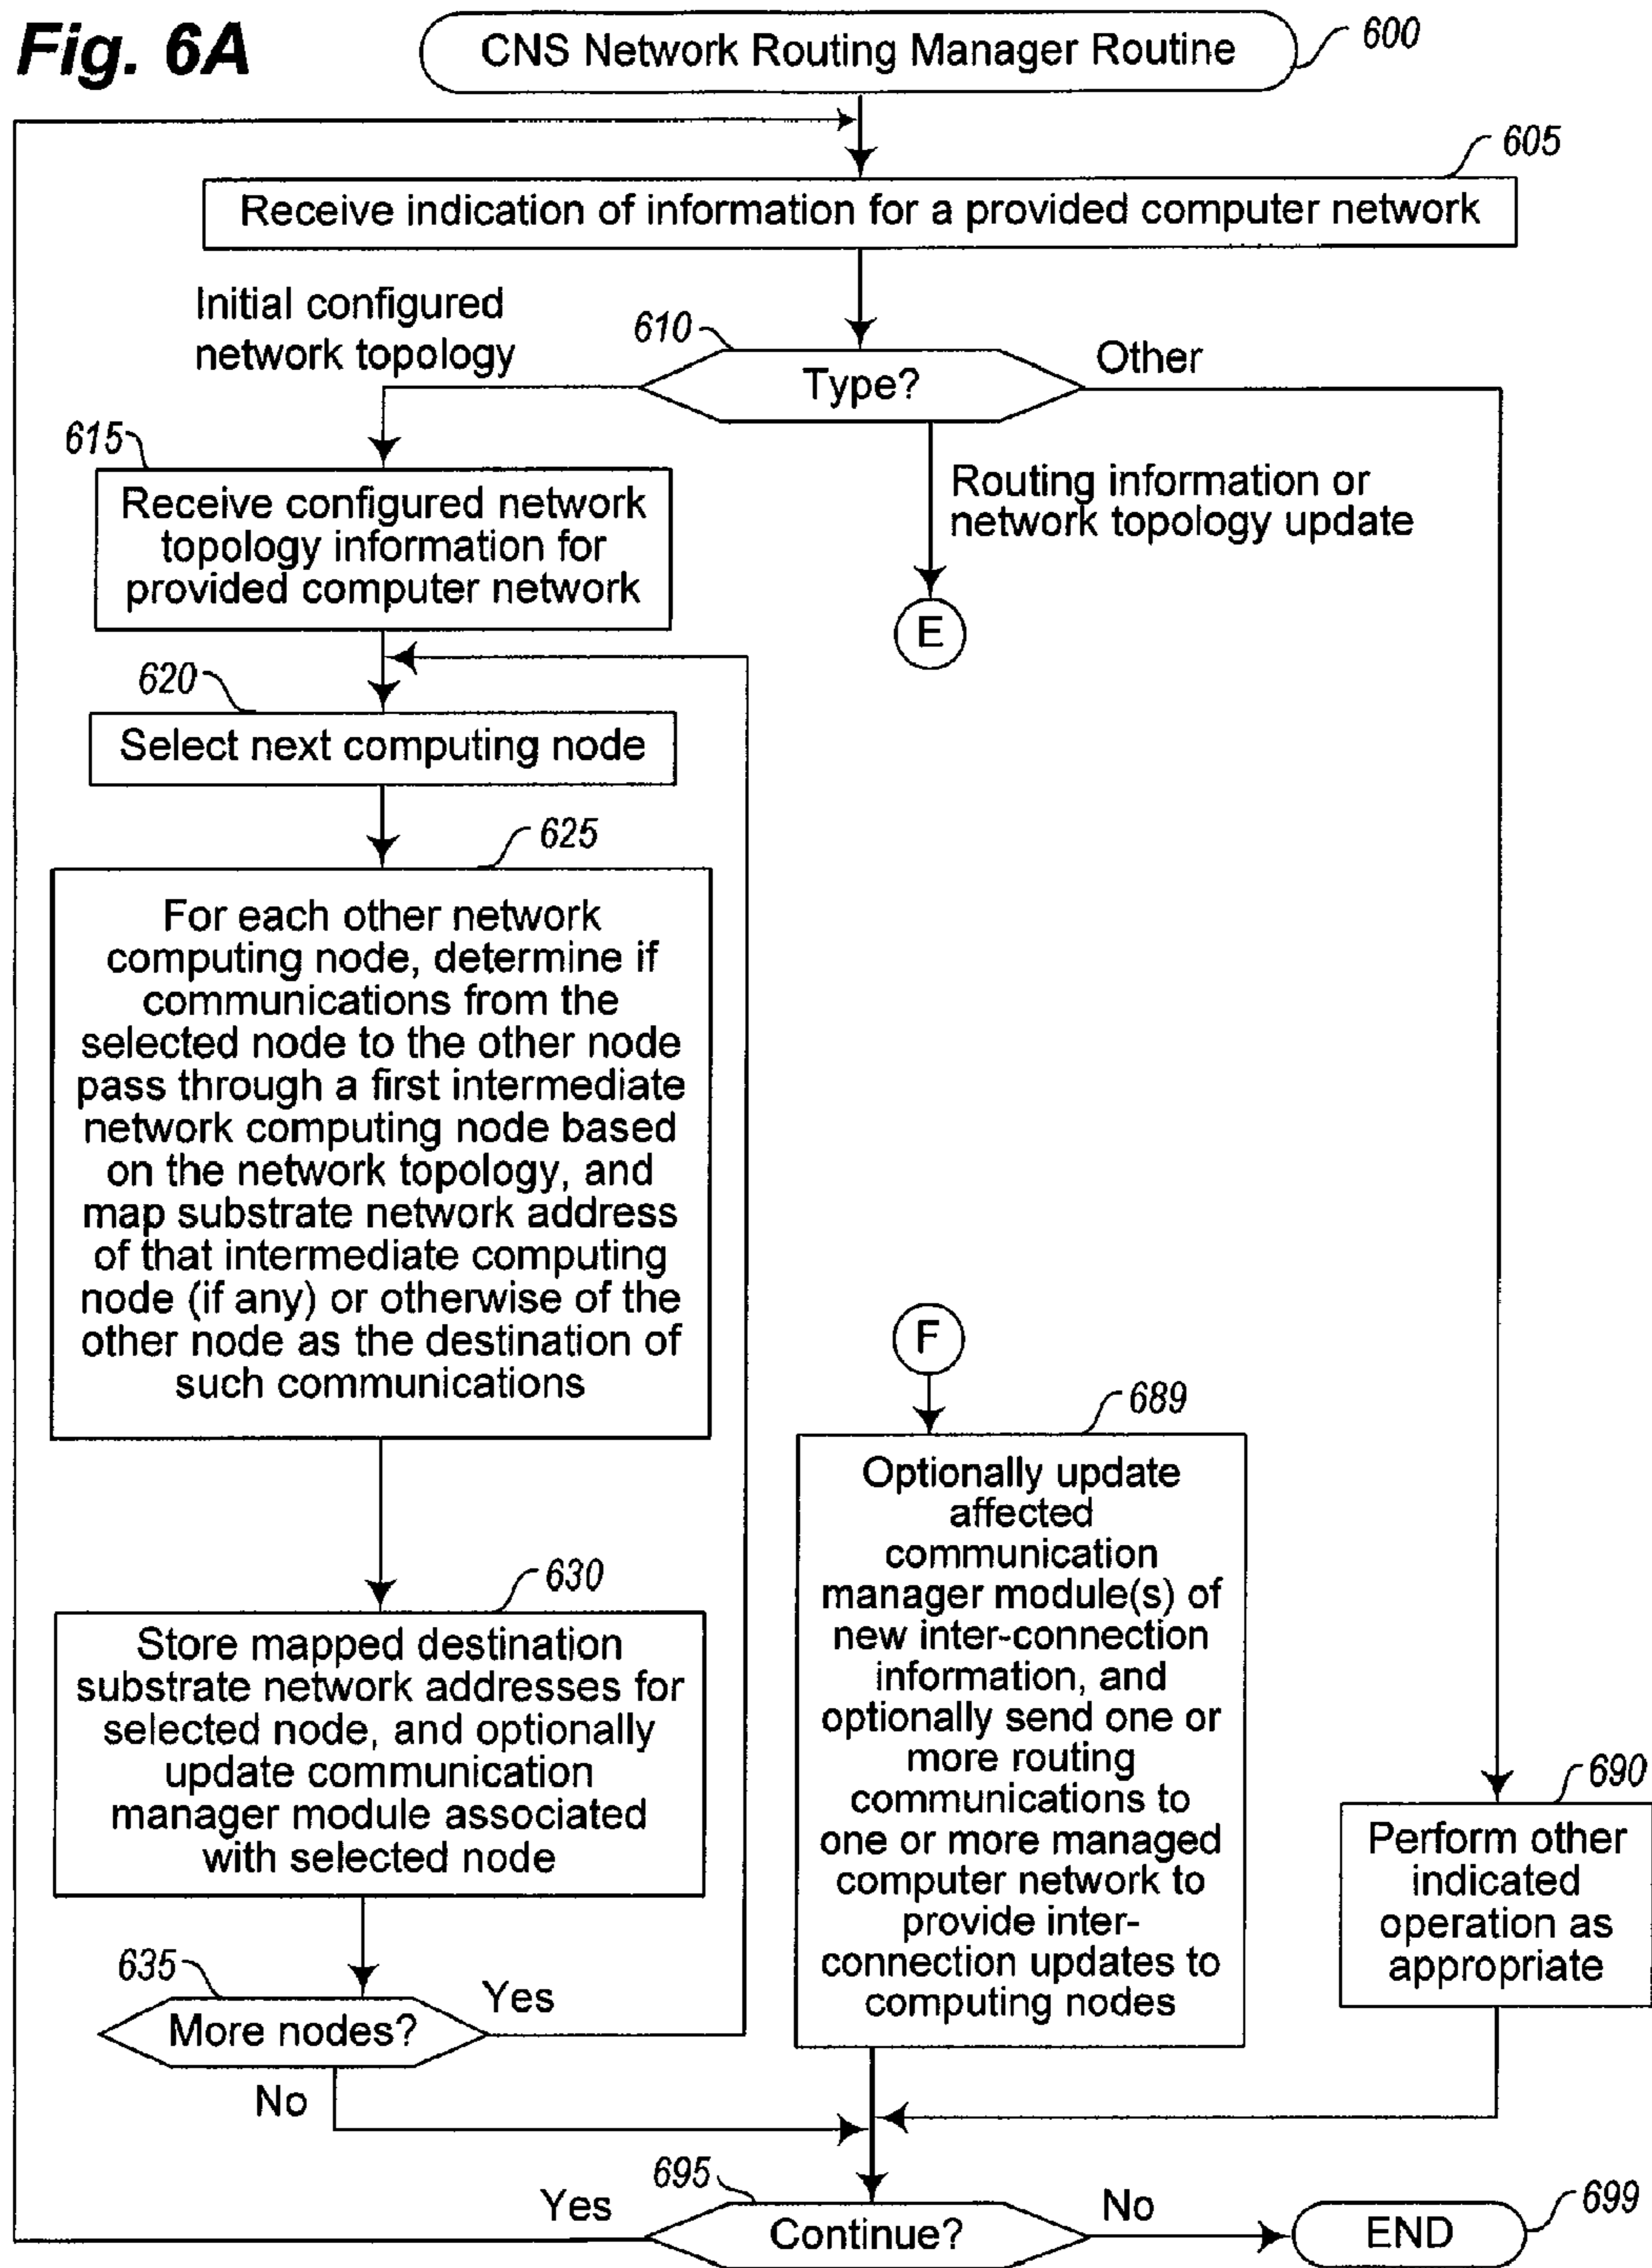 Fig. 6A
CNS Network Routing Manager Routine
600
605
Receive indication of information for a provided computer network
Initial configured
network topology
610
Type?
Other
615
Receive configured network
topology information for
provided computer network
Routing information or
network topology update
E
620
Select next computing node
625
For each other network
computing node, determine if
communications from the
selected node to the other node
pass through a first intermediate
network computing node based
on the network topology, and
map substrate network address
of that intermediate computing
node (if any) or otherwise of the
other node as the destination of
such communications
F
689
Optionally update
affected
communication
manager module(s) of
new inter-connection
information, and
optionally send one or
more routing
communications to
one or more managed
computer network to
provide inter-
connection updates to
computing nodes
630
Store mapped destination
substrate network addresses for
selected node, and optionally
update communication
manager module associated
with selected node
690
Perform other
indicated
operation as
appropriate
635
More nodes?
Yes
No
695
Yes
Continue?
No
END
699